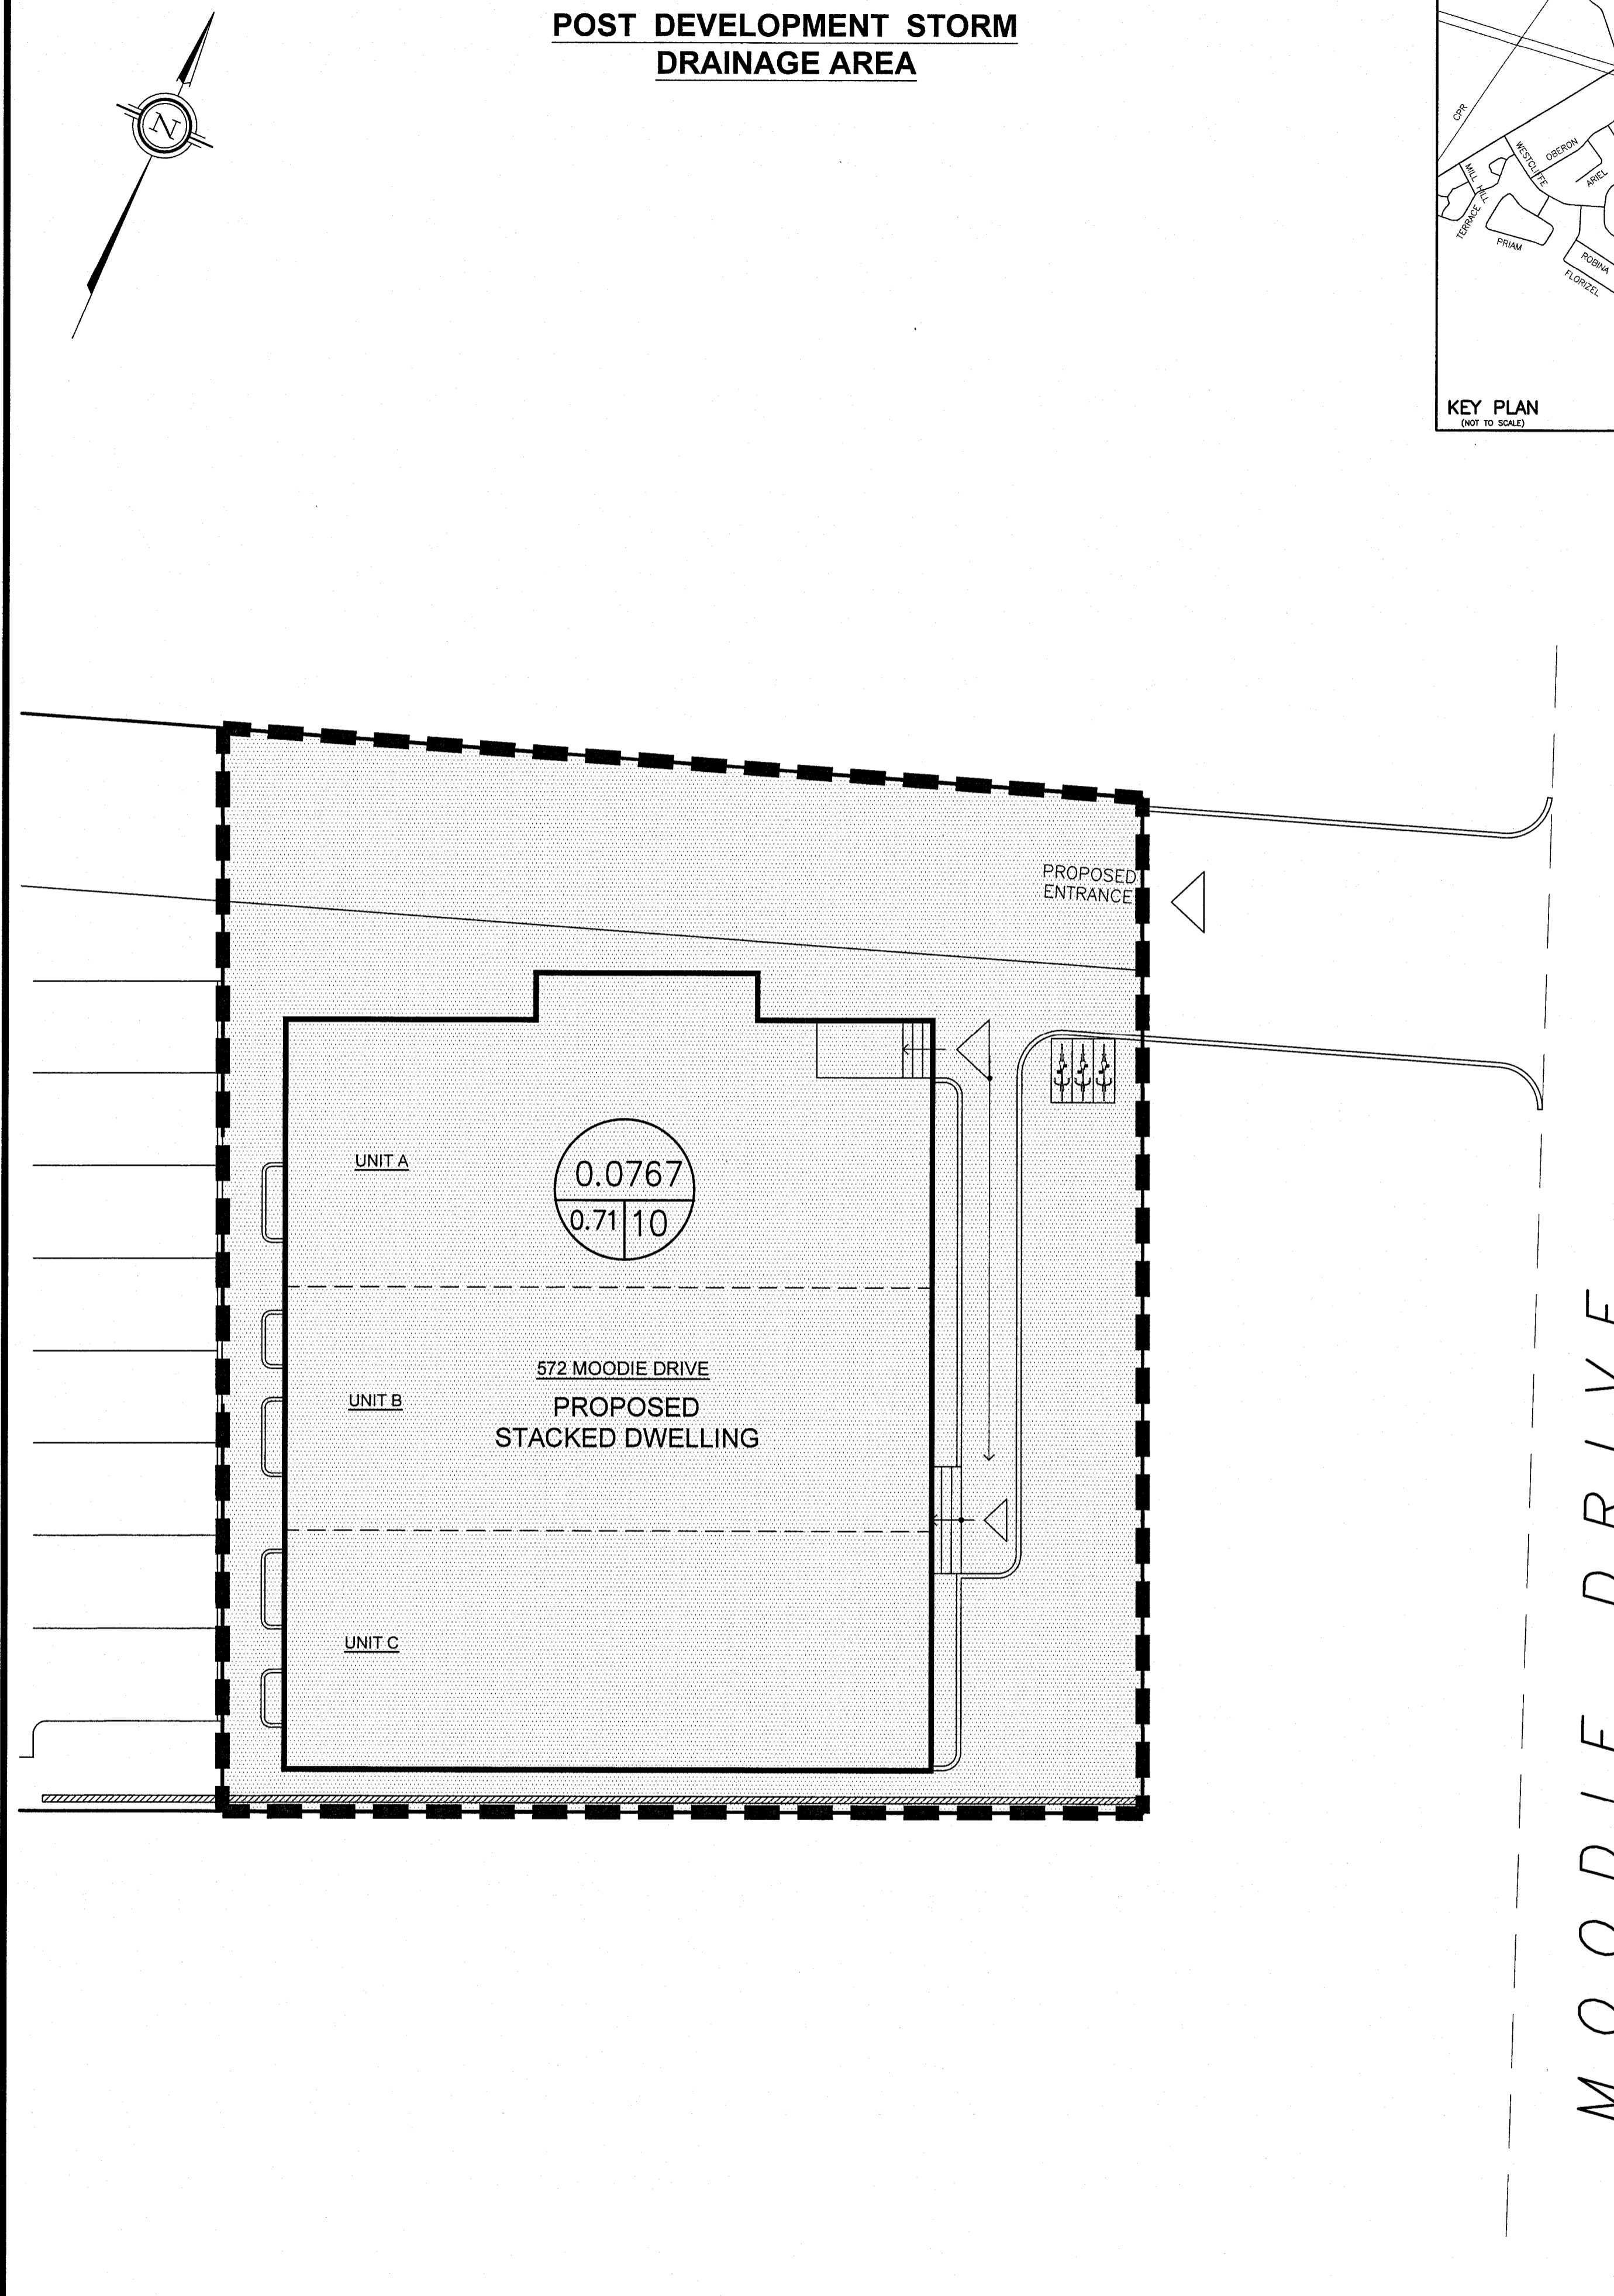 POST DEVELOPMENT STORM
DRAINAGE AREA
N
CPR
WESTCLIFFE
OBERON
ARIEL
MILL HILL
TERRACE
PRIAM
ROBINA
FLORIZEL
KEY PLAN
(NOT TO SCALE)
PROPOSED
ENTRANCE
UNIT A
0.0767
0.71 10
572 MOODIE DRIVE
UNIT B
PROPOSED
STACKED DWELLING
UNIT C
MOODIE DRIVE